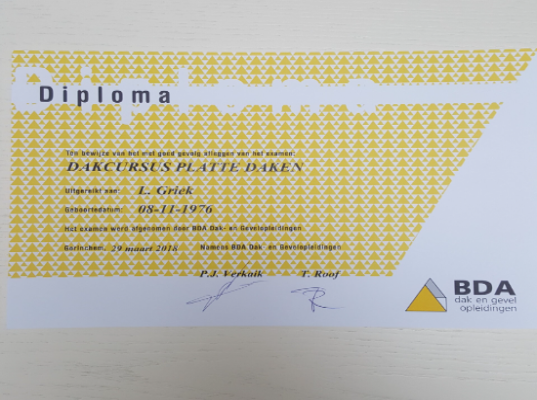 Diploma
Ten bewijze van het met goed gevolg afleggen van het examen:
DAKCURSUS PLATTE DAKEN
Uitgereikt aan: L. Griek
Geboortedatum: 08-11-1976
Het examen werd afgenomen door BDA Dak- en Gevelopleidingen
Gorinchem, 29 maart 2018 Namens BDA Dak- en Gevelopleidingen
P.J. Verkuik T. Roof
BDA
dak en gevel
opleidingen